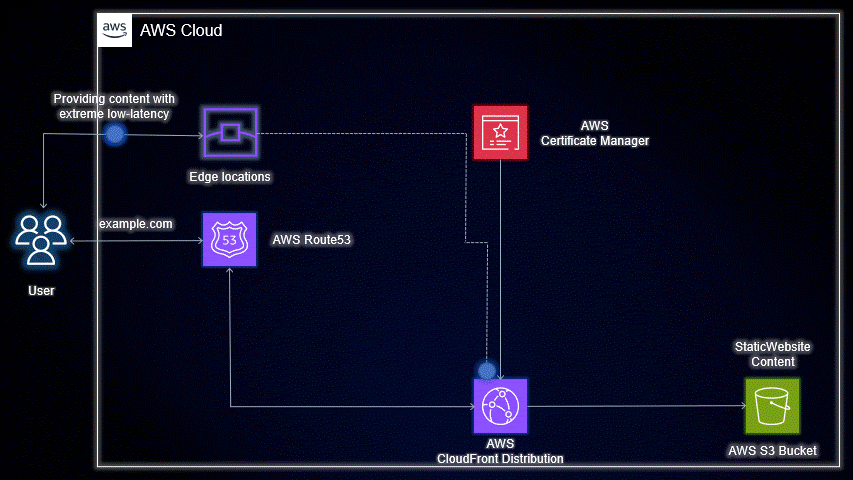 aws
AWS Cloud
Providing content with
extreme low-latency
Edge locations
AWS
Certificate Manager
example.com
53
AWS Route53
User
StaticWebsite
Content
AWS
CloudFront Distribution
AWS S3 Bucket